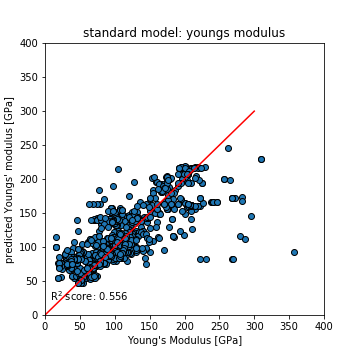 standard model: youngs modulus
predicted Youngs' modulus [GPa]
400
350
300
250
200
150
100
50
0
R² score: 0.556
0 50 100 150 200 250 300 400
Young's Modulus [GPa]